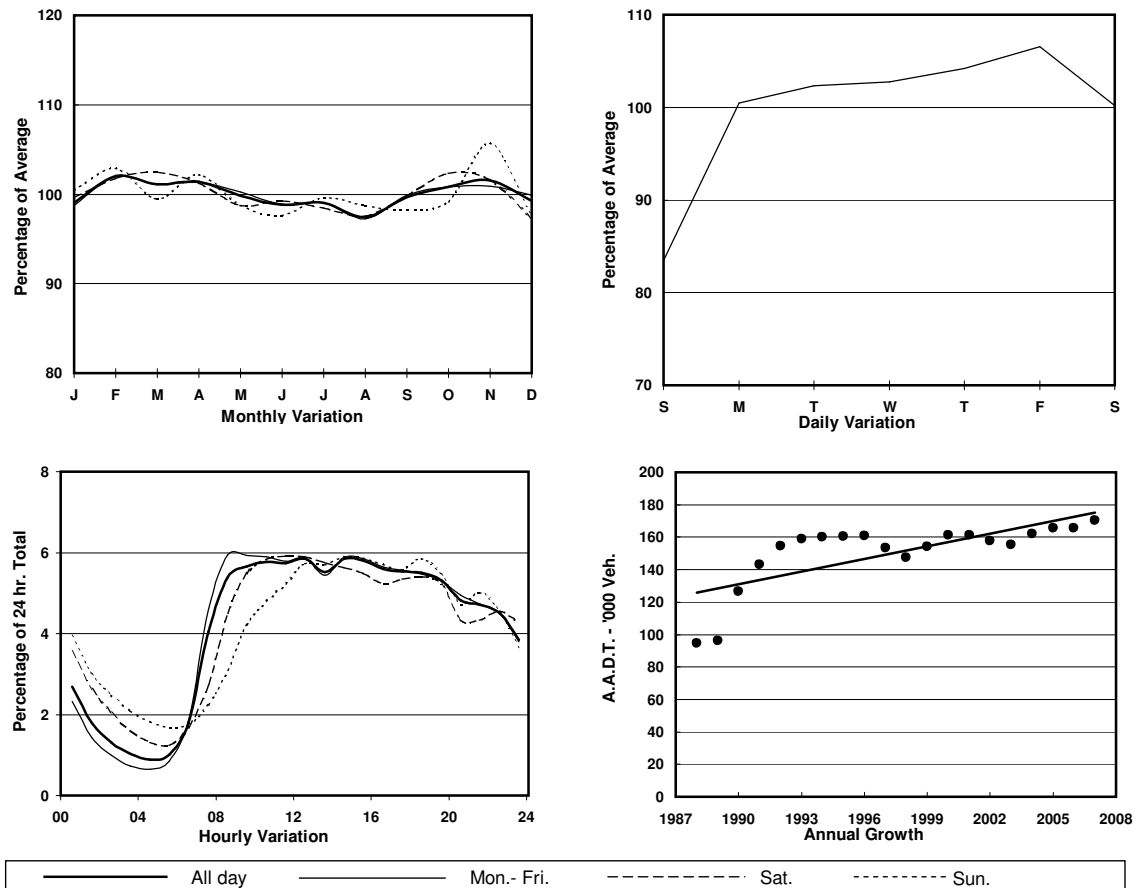 120
110
100
90
80
Percentage of Average
J F M A M J J A S O N D
Monthly Variation
110
100
90
80
70
Percentage of Average
S M T W T F S
Daily Variation
8
6
4
2
0
Percentage of 24 hr. Total
00 04 08 12 16 20 24
Hourly Variation
200
180
160
140
120
100
80
60
40
20
0
A.A.D.T. - '000 Veh.
1987 1990 1993 1996 1999 2002 2005 2008
Annual Growth
All day Mon.- Fri. Sat. Sun.